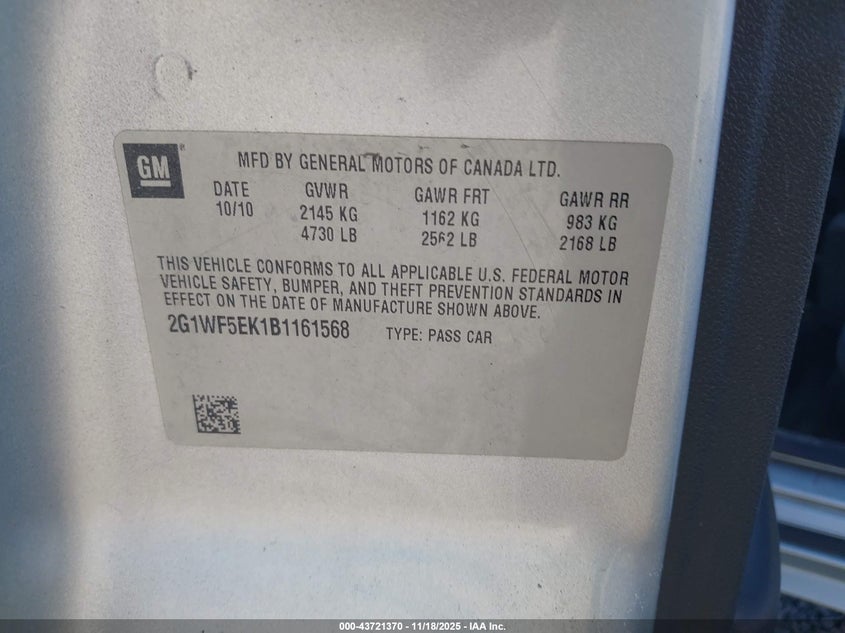 GM
MFD BY GENERAL MOTORS OF CANADA LTD.
DATE GVWR GAWR FRT GAWR RR
10/10 2145 KG 1162 KG 983 KG
4730 LB 2562 LB 2168 LB
THIS VEHICLE CONFORMS TO ALL APPLICABLE U.S. FEDERAL MOTOR
VEHICLE SAFETY, BUMPER, AND THEFT PREVENTION STANDARDS IN
EFFECT ON THE DATE OF MANUFACTURE SHOWN ABOVE.
2G1WF5EK1B1161568 TYPE: PASS CAR
000-43721370 - 11/18/2025 - IAA Inc.